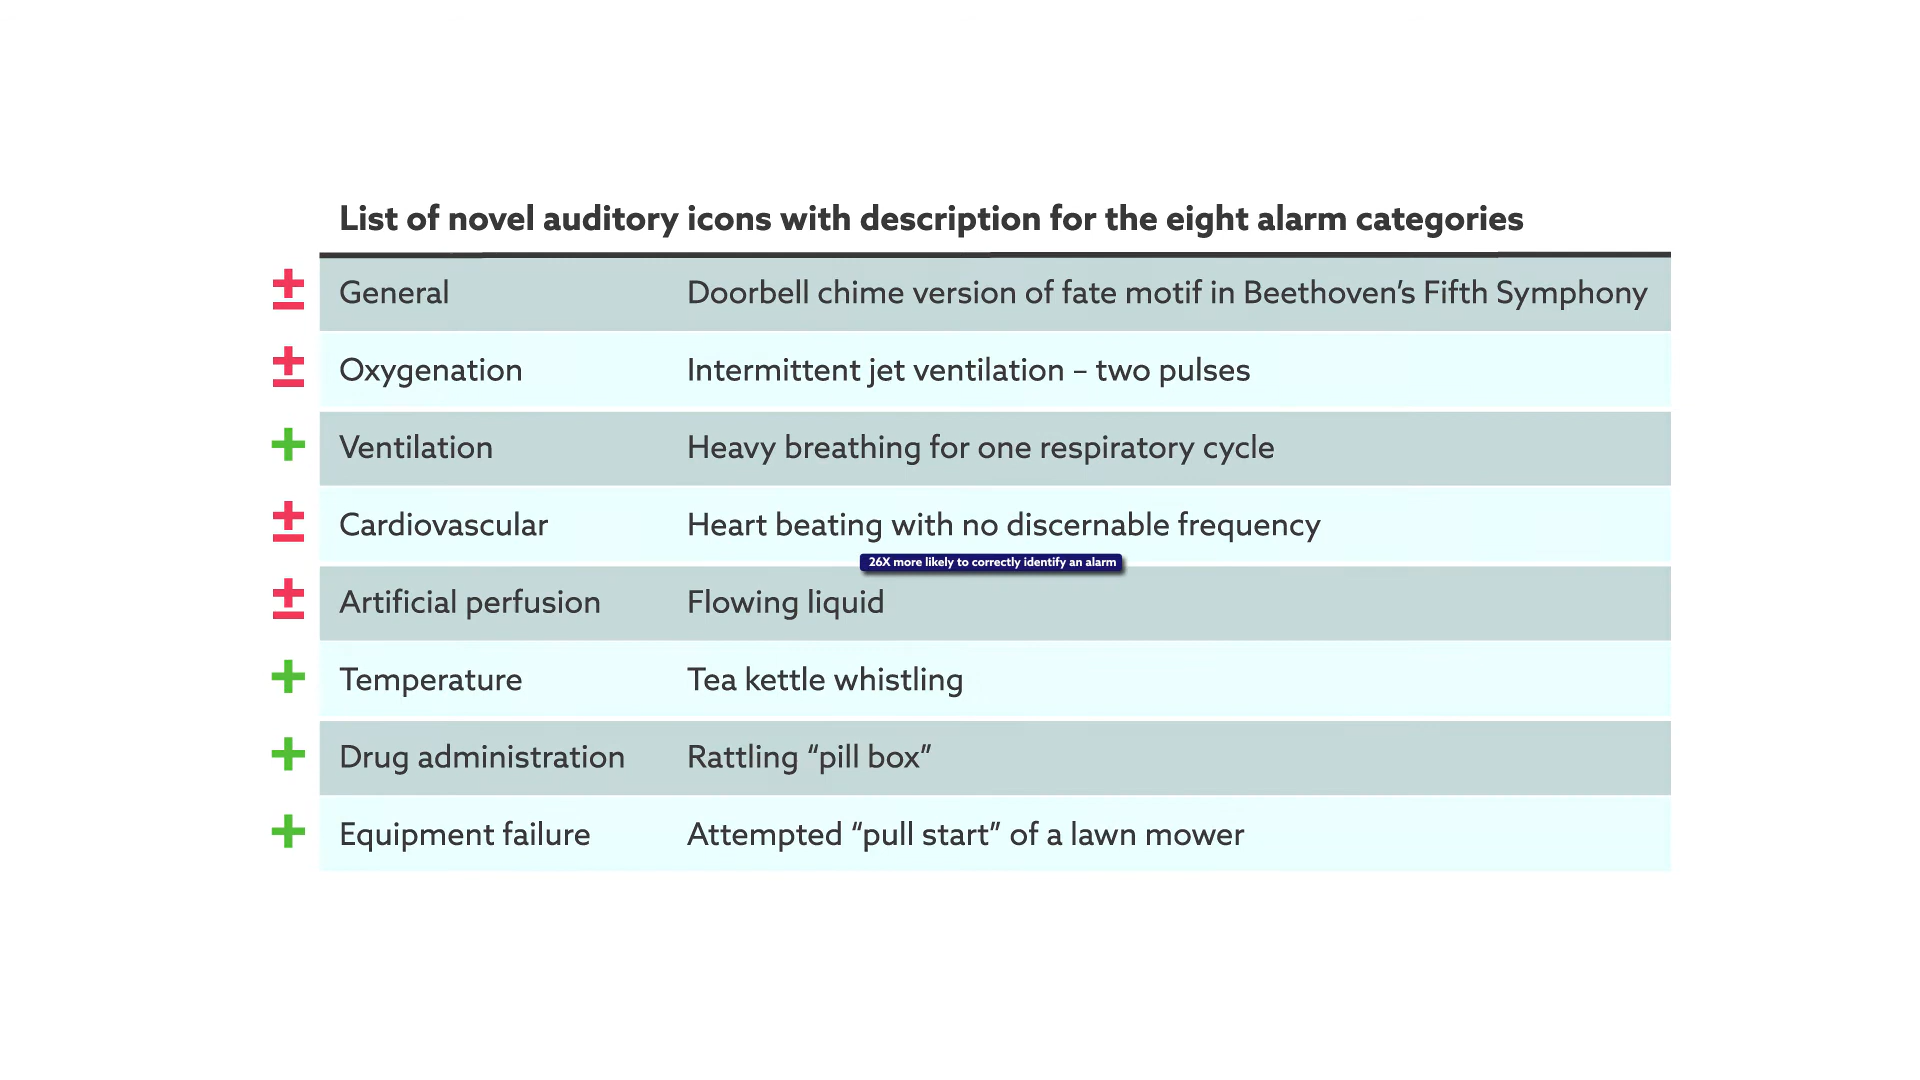 List of novel auditory icons with description for the eight alarm categories
± General Doorbell chime version of fate motif in Beethoven’s Fifth Symphony
± Oxygenation Intermittent jet ventilation – two pulses
+ Ventilation Heavy breathing for one respiratory cycle
± Cardiovascular Heart beating with no discernable frequency
26X more likely to correctly identify an alarm
± Artificial perfusion Flowing liquid
+ Temperature Tea kettle whistling
+ Drug administration Rattling “pill box”
+ Equipment failure Attempted “pull start” of a lawn mower